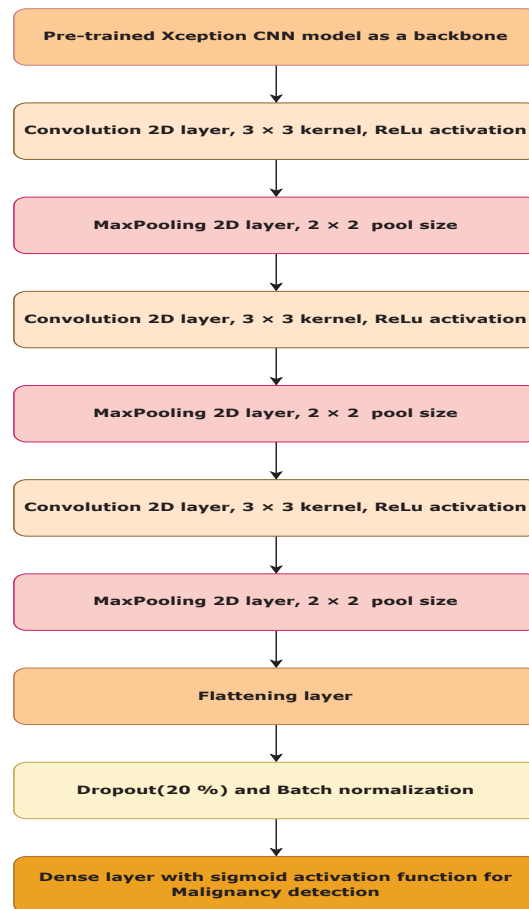 Pre-trained Xception CNN model as a backbone
Convolution 2D layer, 3 × 3 kernel, ReLu activation
MaxPooling 2D layer, 2 × 2 pool size
Convolution 2D layer, 3 × 3 kernel, ReLu activation
MaxPooling 2D layer, 2 × 2 pool size
Convolution 2D layer, 3 × 3 kernel, ReLu activation
MaxPooling 2D layer, 2 × 2 pool size
Flattening layer
Dropout(20 %) and Batch normalization
Dense layer with sigmoid activation function for
Malignancy detection